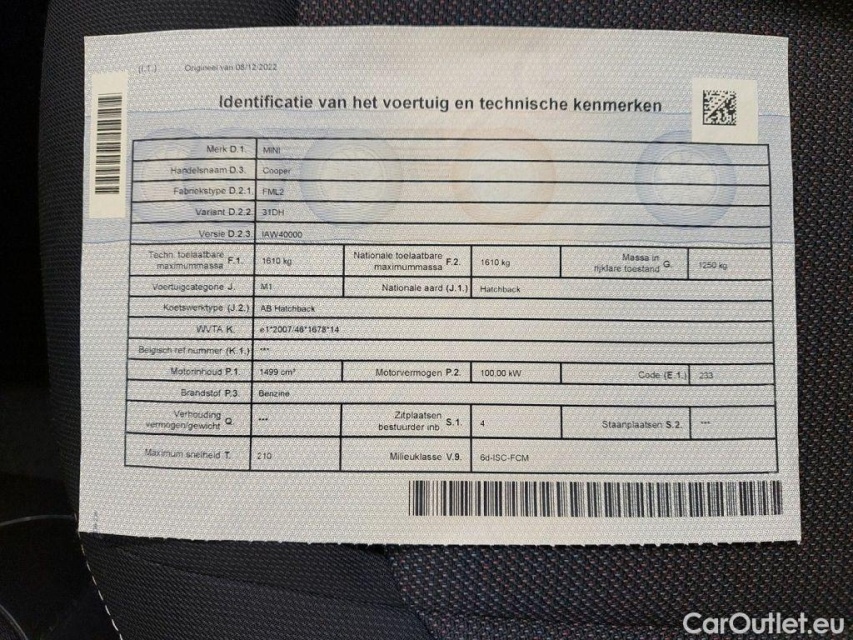 (I.1.) Origineel van 08/12/2022
Identificatie van het voertuig en technische kenmerken
Merk D.1. MINI
Handelsnaam D.3. Cooper
Fabriekstype D.2.1. FML2
Variant D.2.2. 31DH
Versie D.2.3. IAW40000
Techn. toelaatbare maximummassa F.1. 1610 kg Nationale toelaatbare maximummassa F.2. 1610 kg Massa in rijklare toestand G. 1250 kg
Voertuigcategorie J. M1 Nationale aard (J.1.) Hatchback
Koetswerktype (J.2.) AB Hatchback
WVTA K. e1*2007/46*1678*14
Belgisch ref nummer (K.1.) ---
Motorinhoud P.1. 1499 cm³ Motorvermogen P.2. 100.00 kW Code (E.1.) 233
Brandstof P.3. Benzine
Verhouding vermogen/gewicht Q. --- Zitplaatsen bestuurder inb. S.1. 4 Staanplaatsen S.2. ---
Maximum snelheid T. 210 Milieuklasse V.9. 6d-ISC-FCM
CarOutlet.eu